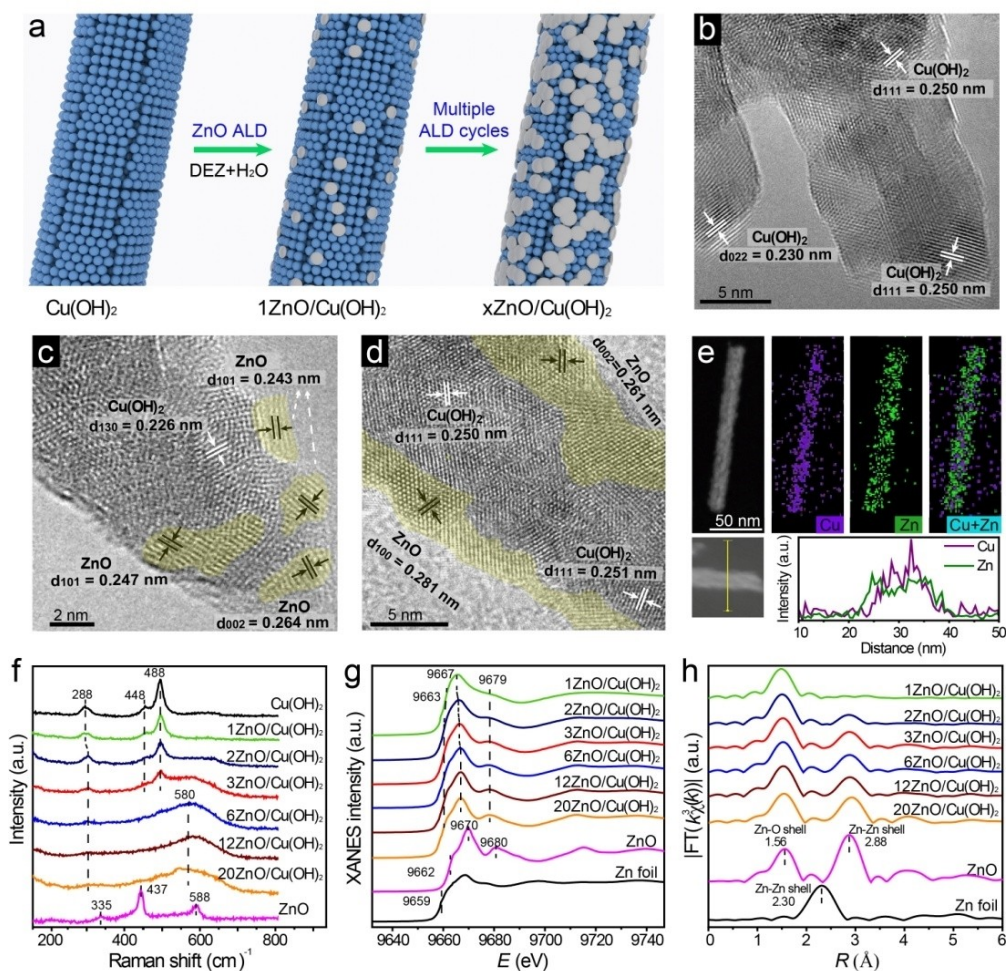 a
ZnO ALD
DEZ+H₂O
Multiple
ALD cycles
Cu(OH)₂
1ZnO/Cu(OH)₂
xZnO/Cu(OH)₂
b
Cu(OH)₂
d₁₁₁ = 0.250 nm
Cu(OH)₂
d₀₂₂ = 0.230 nm
Cu(OH)₂
d₁₁₁ = 0.250 nm
5 nm
c
ZnO
d₁₀₁ = 0.243 nm
Cu(OH)₂
d₁₃₀ = 0.226 nm
ZnO
d₁₀₁ = 0.247 nm
ZnO
d₀₀₂ = 0.264 nm
2 nm
d
ZnO
d₀₀₂=0.261 nm
Cu(OH)₂
d₁₁₁ = 0.250 nm
ZnO
d₁₀₀ = 0.281 nm
Cu(OH)₂
d₁₁₁ = 0.251 nm
5 nm
e
50 nm
Cu
Zn
Cu+Zn
Intensity (a.u.)
Cu
Zn
10 20 30 40 50
Distance (nm)
f
Intensity (a.u.)
288
448
488
Cu(OH)₂
1ZnO/Cu(OH)₂
2ZnO/Cu(OH)₂
3ZnO/Cu(OH)₂
580
6ZnO/Cu(OH)₂
12ZnO/Cu(OH)₂
20ZnO/Cu(OH)₂
335
437
588
ZnO
200 400 600 800
Raman shift (cm)⁻¹
g
XANES intensity (a.u.)
9667
9663
9679
1ZnO/Cu(OH)₂
2ZnO/Cu(OH)₂
3ZnO/Cu(OH)₂
6ZnO/Cu(OH)₂
12ZnO/Cu(OH)₂
20ZnO/Cu(OH)₂
9670
9680
9662
ZnO
9659
Zn foil
9640 9660 9680 9700 9720 9740
E (eV)
h
|FT(k³χ(k))| (a.u.)
1ZnO/Cu(OH)₂
2ZnO/Cu(OH)₂
3ZnO/Cu(OH)₂
6ZnO/Cu(OH)₂
12ZnO/Cu(OH)₂
20ZnO/Cu(OH)₂
Zn-O shell
1.56
Zn-Zn shell
2.88
ZnO
Zn-Zn shell
2.30
Zn foil
0 1 2 3 4 5 6
R (Å)